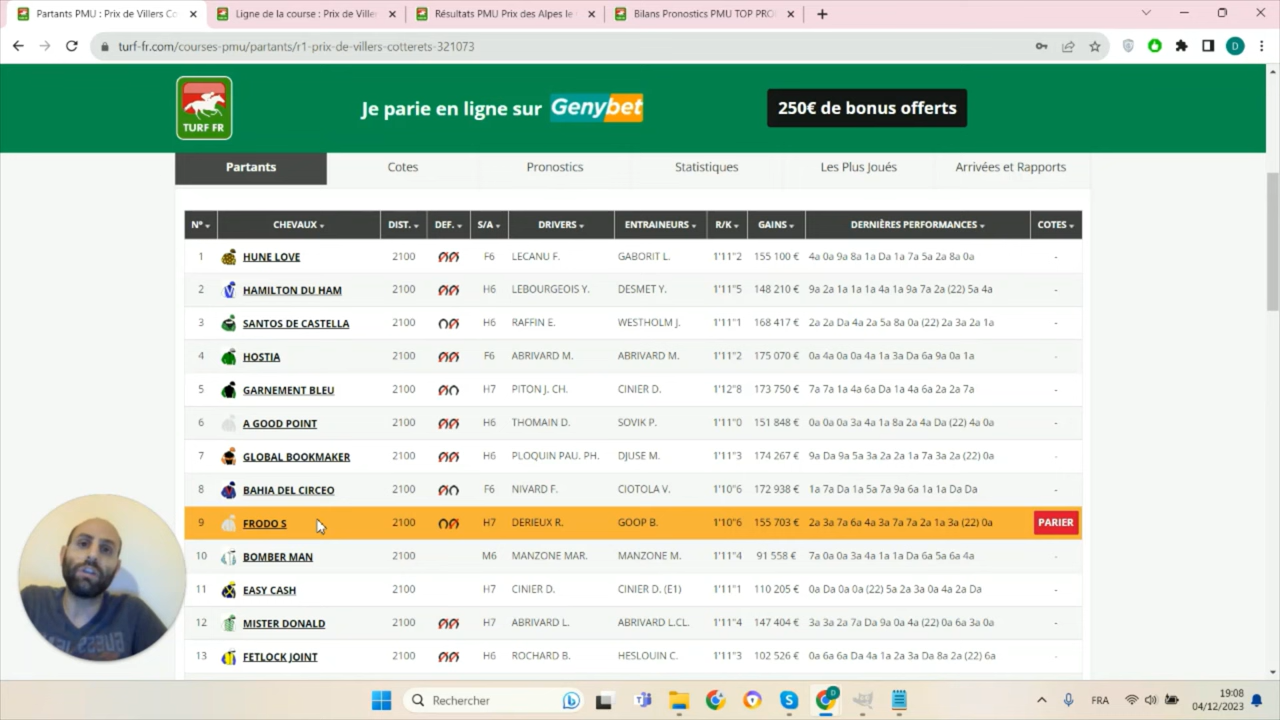 Partants PMU : Prix de Villers Co
Ligne de la course : Prix de Ville
Résultats PMU Prix des Alpes le
Bilans Pronostics PMU TOP PRO
turf-fr.com/courses-pmu/partants/r1-prix-de-villers-cotterets-321073
D
TURF FR
Je parie en ligne sur Genybet
250€ de bonus offerts
Partants Cotes Pronostics Statistiques Les Plus Joués Arrivées et Rapports
N° CHEVAUX DIST. DEF. S/A DRIVERS ENTRAINEURS R/K GAINS DERNIÈRES PERFORMANCES COTES
1 HUNE LOVE 2100 F6 LECANU F. GABORIT L. 1'11"2 155 100 € 4a 0a 9a 8a 1a Da 1a 7a 5a 2a 8a 0a -
2 HAMILTON DU HAM 2100 H6 LEBOURGEOIS Y. DESMET Y. 1'11"5 148 210 € 9a 2a 1a 1a 1a 4a 1a 9a 7a 2a (22) 5a 4a -
3 SANTOS DE CASTELLA 2100 H6 RAFFIN E. WESTHOLM J. 1'11"1 168 417 € 2a 2a Da 4a 2a 5a 8a 0a (22) 2a 3a 2a 1a -
4 HOSTIA 2100 F6 ABRIVARD M. ABRIVARD M. 1'11"2 175 070 € 0a 4a 0a 0a 4a 1a 3a Da 6a 9a 0a 1a -
5 GARNEMENT BLEU 2100 H7 PITON J. CH. CINIER D. 1'12"8 173 750 € 7a 7a 1a 4a 6a Da 1a 4a 6a 2a 2a 7a -
6 A GOOD POINT 2100 H6 THOMAIN D. SOVIK P. 1'11"0 151 848 € 0a 0a 0a 3a 4a 1a 8a 2a 4a Da (22) 4a 0a -
7 GLOBAL BOOKMAKER 2100 H6 PLOQUIN PAU. PH. DJUSE M. 1'11"3 174 267 € 9a Da 9a 5a 3a 2a 2a 1a 7a 3a 2a (22) 0a -
8 BAHIA DEL CIRCEO 2100 F6 NIVARD F. CIOTOLA V. 1'10"6 172 938 € 1a 7a Da 1a 5a 7a 9a 6a 1a 1a Da Da -
9 FRODO S 2100 H7 DERIEUX R. GOOP B. 1'10"6 155 703 € 2a 3a 7a 6a 4a 3a 7a 7a 2a 1a 3a (22) 0a PARIER
10 BOMBER MAN 2100 M6 MANZONE MAR. MANZONE M. 1'11"4 91 558 € 7a 0a 0a 3a 4a 1a 1a Da 6a 5a 6a 4a -
11 EASY CASH 2100 H7 CINIER D. CINIER D. (E1) 1'11"1 110 205 € 0a Da 0a 0a (22) 5a 2a 3a 0a 4a 2a Da -
12 MISTER DONALD 2100 H7 ABRIVARD L. ABRIVARD L.CL. 1'11"4 147 404 € 3a 3a 2a 7a Da 9a 0a 4a (22) 0a 6a 3a 0a -
13 FETLOCK JOINT 2100 H6 ROCHARD B. HESLOUIN C. 1'11"3 102 526 € 0a 6a 6a Da 4a 1a 2a 3a Da 8a 2a (22) 6a -
Rechercher
FRA
19:08
04/12/2023